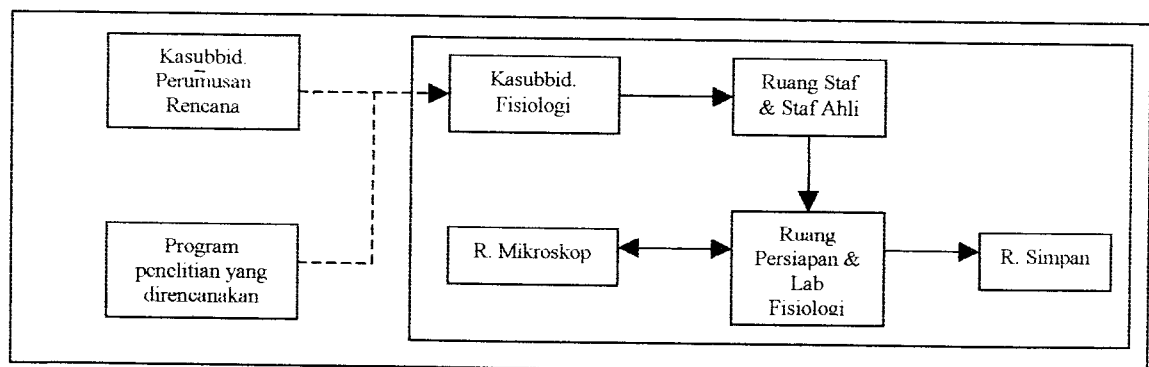 Kasubbid.
Perumusan
Rencana
Kasubbid.
Fisiologi
Ruang Staf
& Staf Ahli
Program
penelitian yang
direncanakan
R. Mikroskop
Ruang
Persiapan &
Lab
Fisiologi
R. Simpan